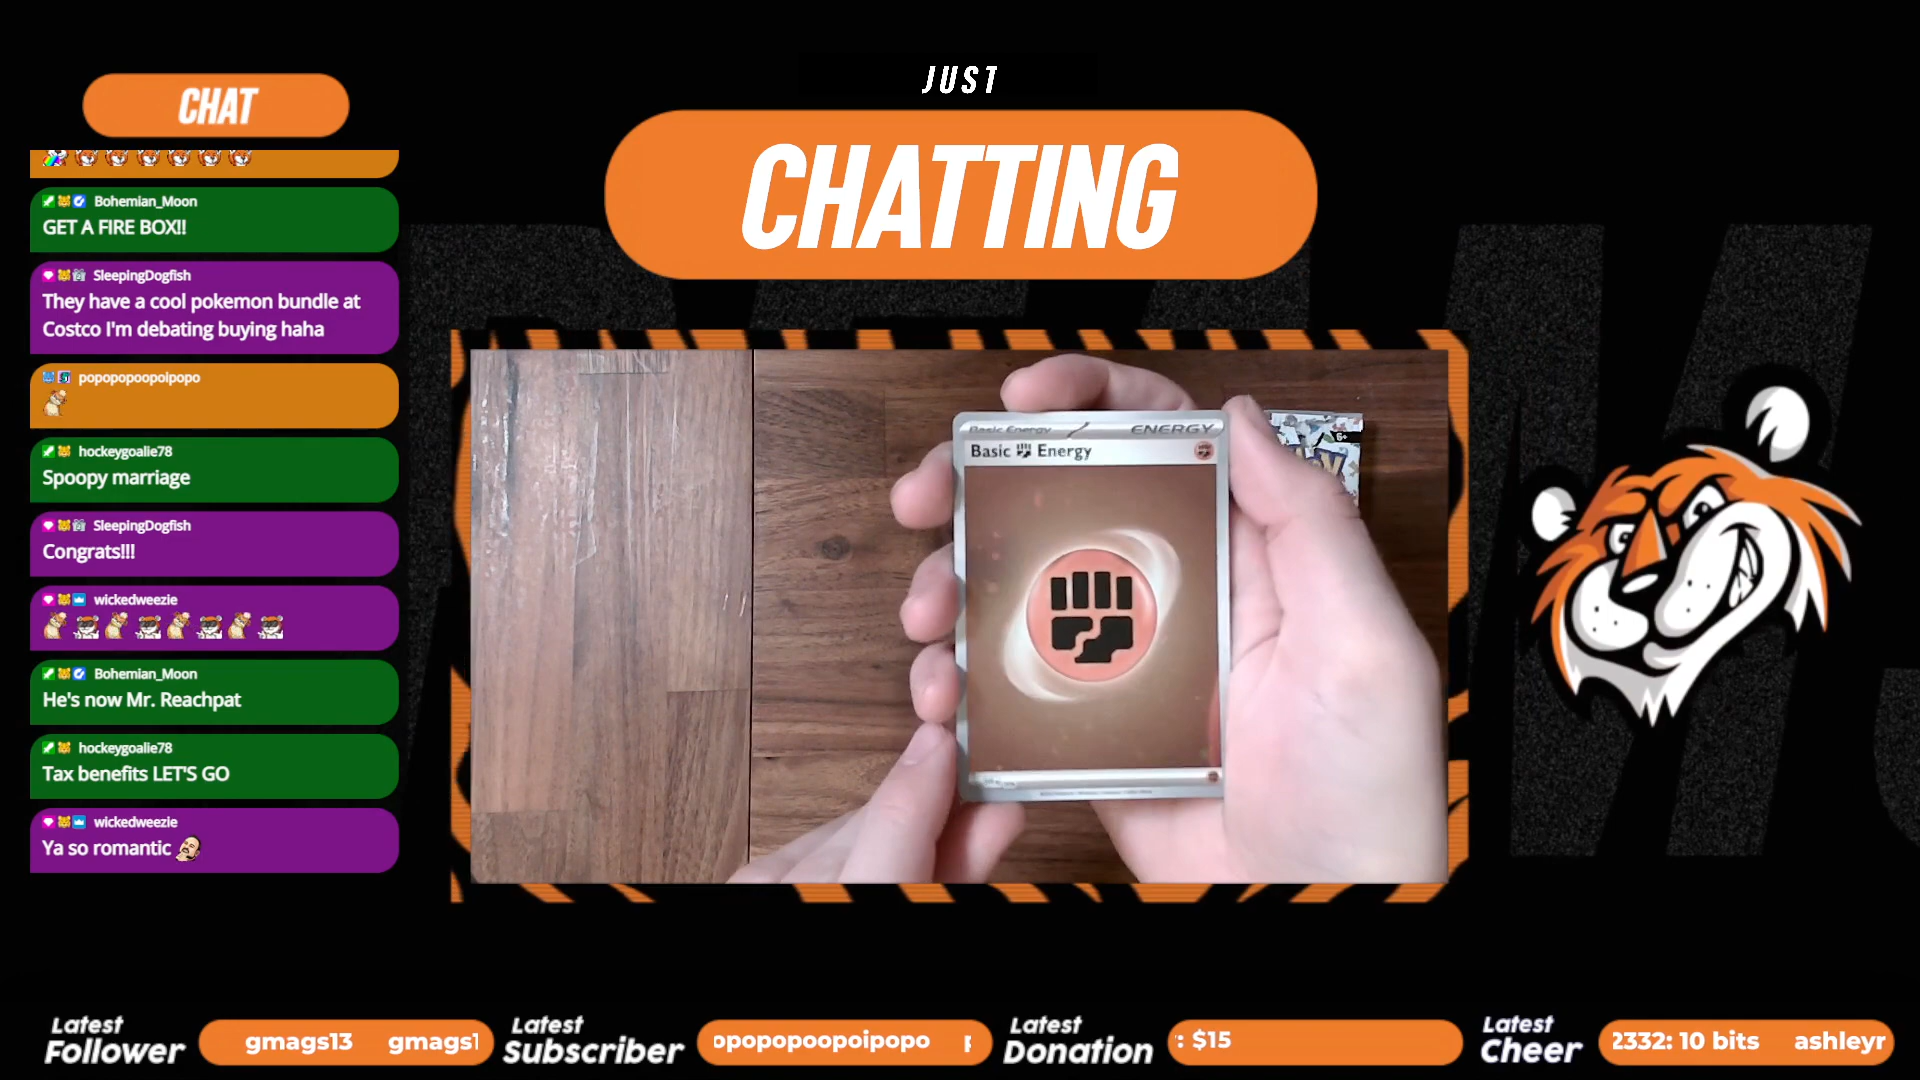 JUST
CHATTING
CHAT
Bohemian_Moon
GET A FIRE BOX!!
SleepingDogfish
They have a cool pokemon bundle at
Costco I'm debating buying haha
popopopoopoipopo
hockeygoalie78
Spoopy marriage
SleepingDogfish
Congrats!!!
wickedweezie
Bohemian_Moon
He's now Mr. Reachpat
hockeygoalie78
Tax benefits LET'S GO
wickedweezie
Ya so romantic
Basic Energy ENERGY
Basic Energy
6+
Latest
Follower
gmags13 gmags1
Latest
Subscriber
opopopoopoipopo
Latest
Donation
: $15
Latest
Cheer
2332: 10 bits ashleyr